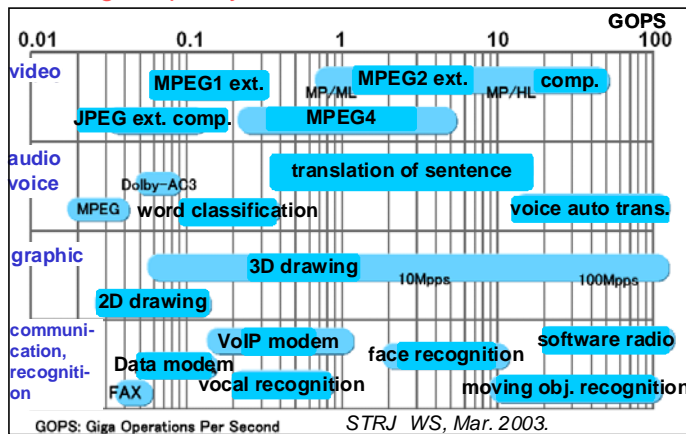 GOPS
0.01 0.1 1 10 100
video
MPEG1 ext.
MPEG2 ext.
comp.
MP/ML
MP/HL
JPEG ext. comp.
MPEG4
audio
voice
translation of sentence
Dolby-AC3
MPEG
word classification
voice auto trans.
graphic
3D drawing
10Mpps
100Mpps
2D drawing
communi-
cation,
recogniti-
on
VoIP modem
software radio
face recognition
Data modem
vocal recognition
FAX
moving obj. recognition
GOPS: Giga Operations Per Second
STRJ WS, Mar. 2003.